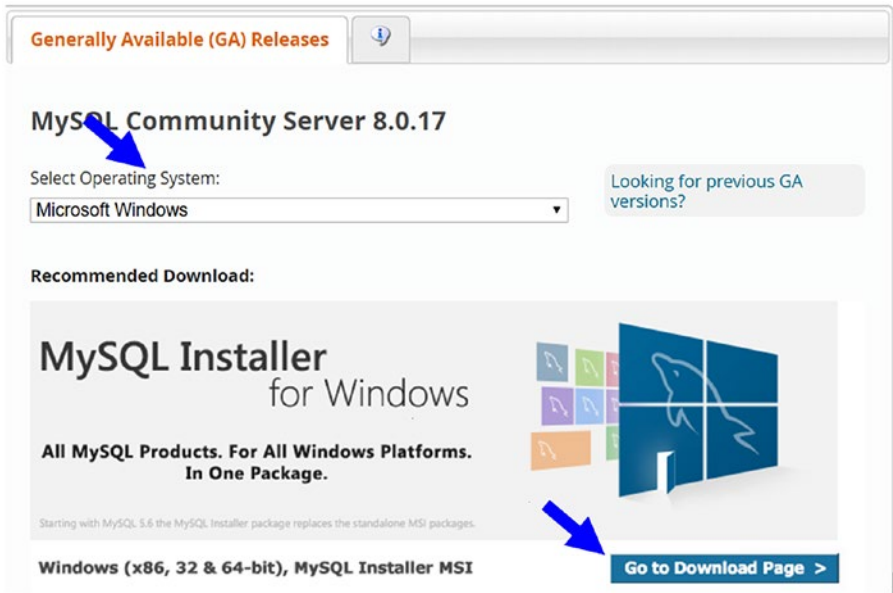 Generally Available (GA) Releases
MySQL Community Server 8.0.17
Select Operating System:
Looking for previous GA
versions?
Microsoft Windows
Recommended Download:
MySQL Installer
for Windows
All MySQL Products. For All Windows Platforms.
In One Package.
Starting with MySQL 5.6 the MySQL Installer package replaces the standalone MSI packages.
Windows (x86, 32 & 64-bit), MySQL Installer MSI
Go to Download Page >